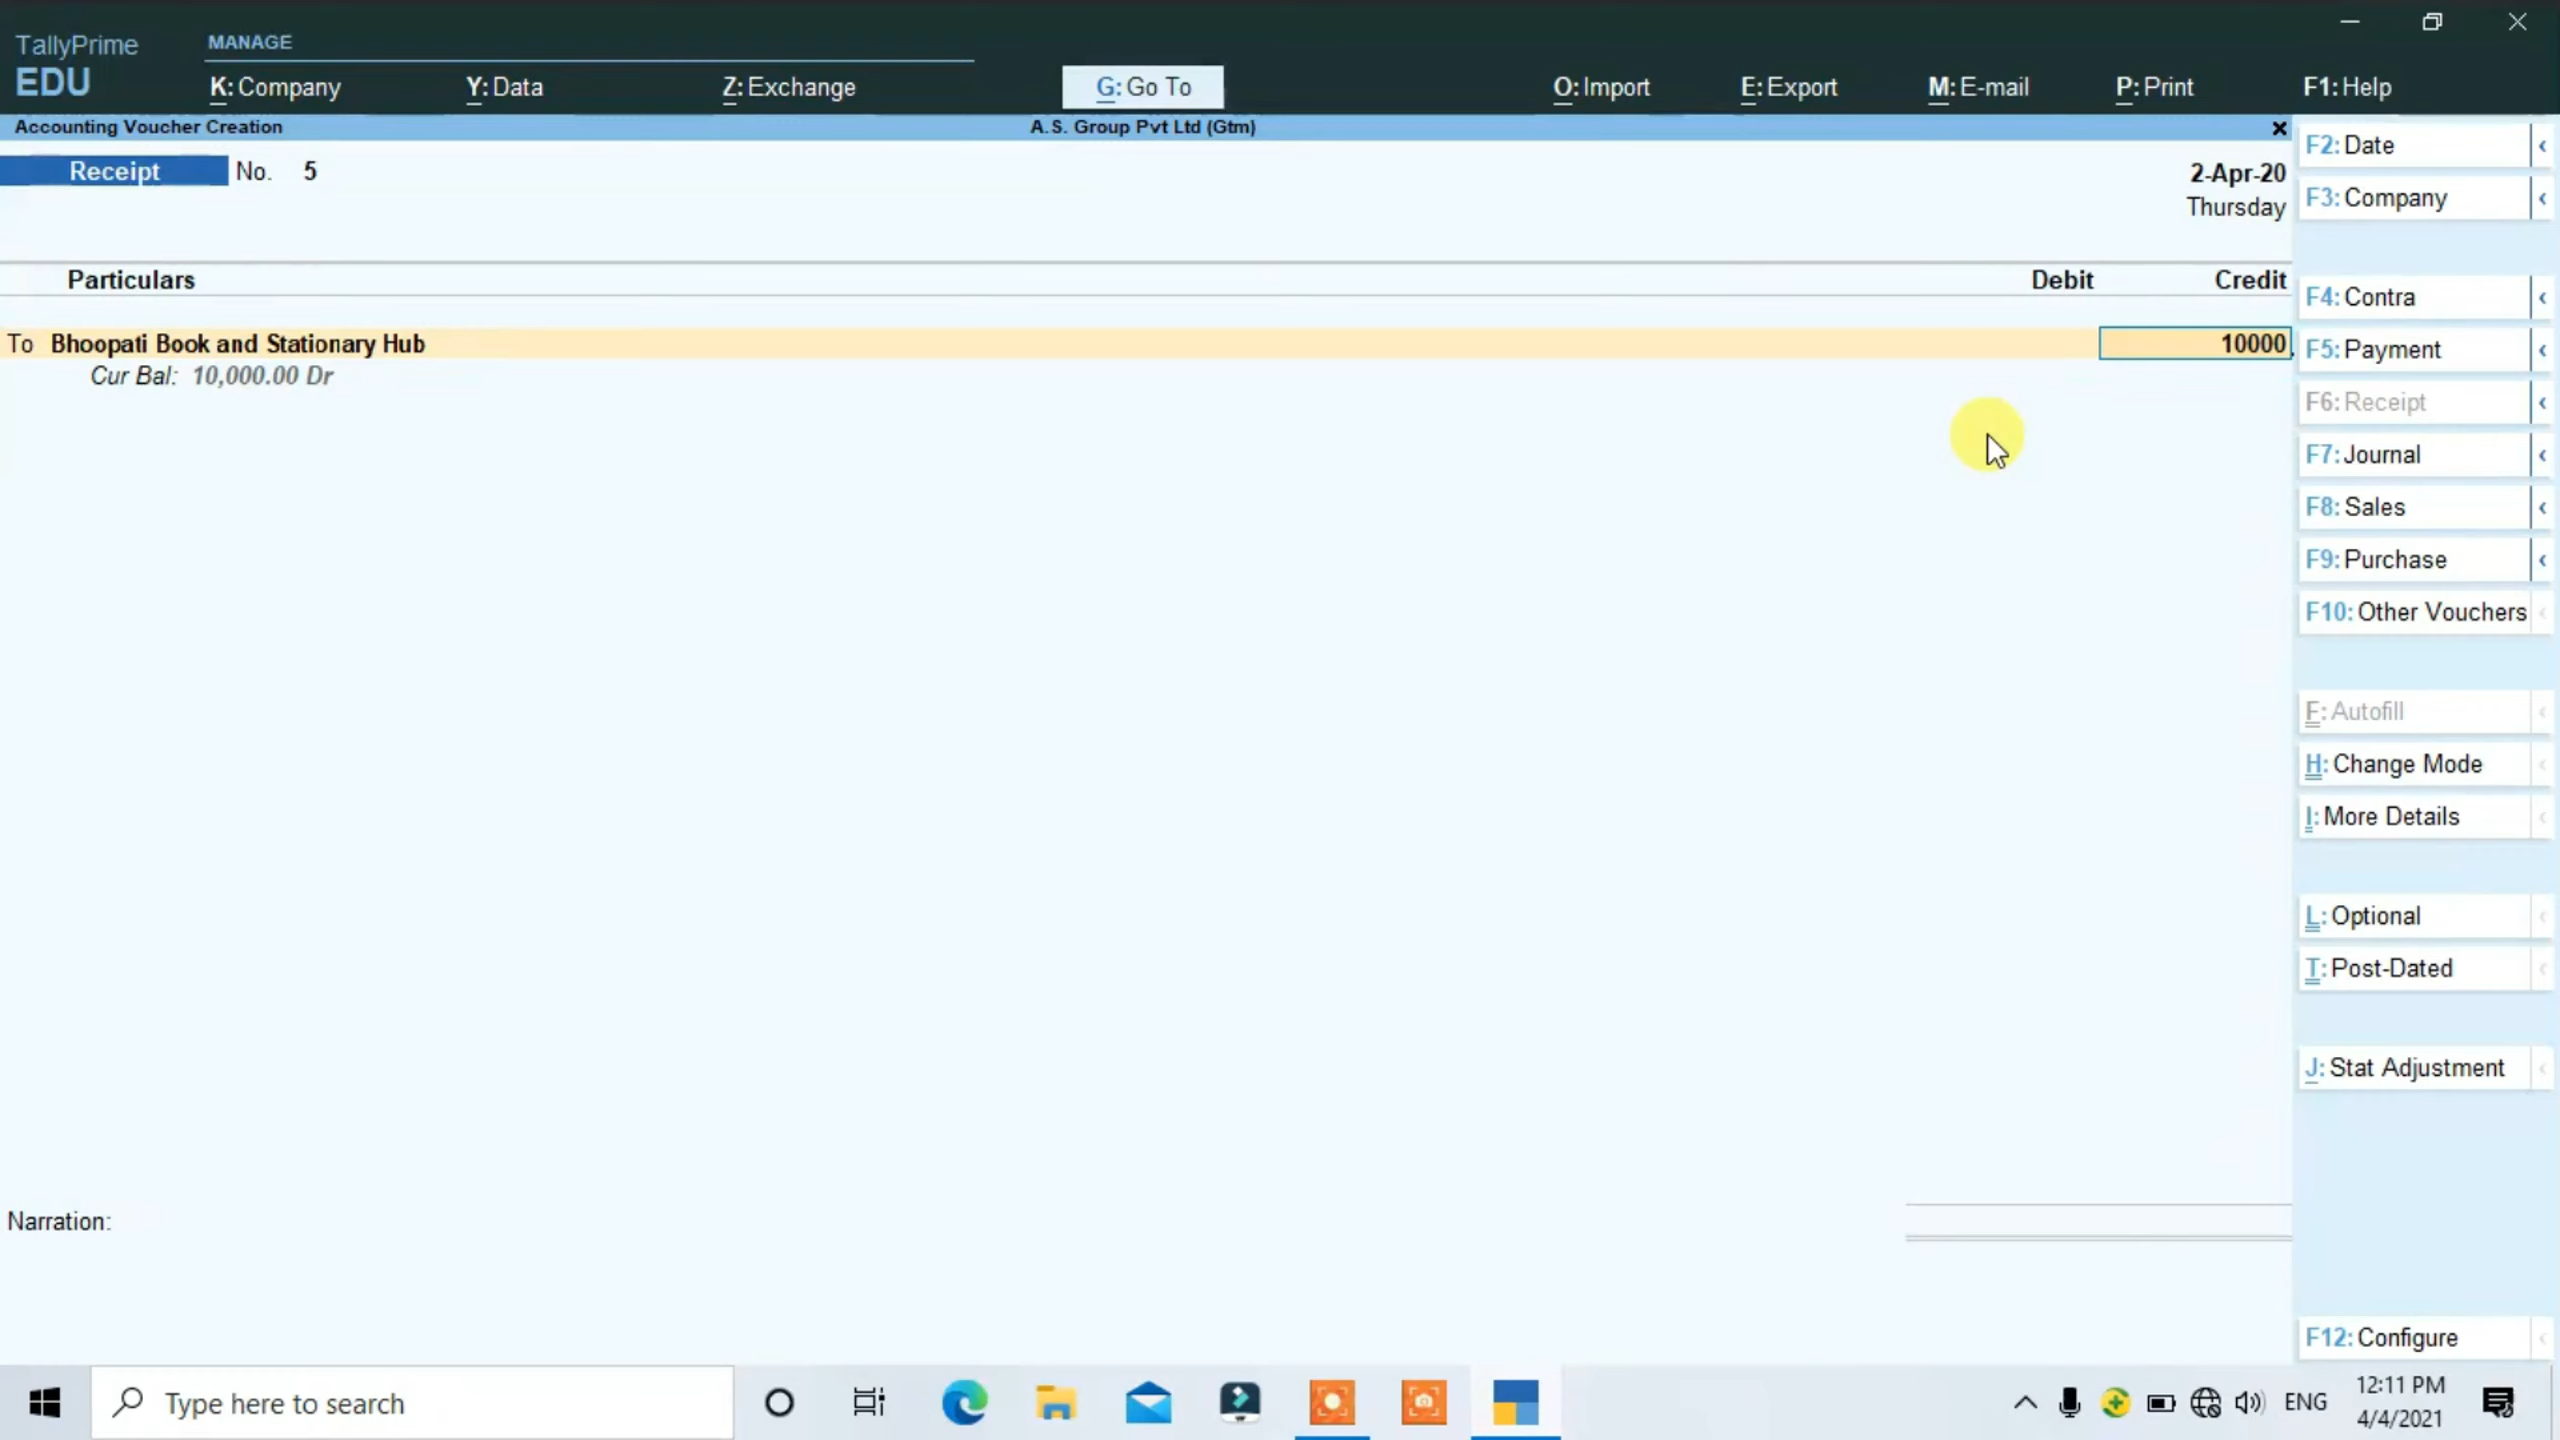 TallyPrime
EDU
MANAGE
K: Company
Y: Data
Z: Exchange
G: Go To
O: Import
E: Export
M: E-mail
P: Print
F1: Help
Accounting Voucher Creation
A.S. Group Pvt Ltd (Gtm)
Receipt No. 5
2-Apr-20
Thursday
Particulars Debit Credit
To Bhoopati Book and Stationary Hub 10000
Cur Bal: 10,000.00 Dr
Narration:
F2: Date
F3: Company
F4: Contra
F5: Payment
F6: Receipt
F7: Journal
F8: Sales
F9: Purchase
F10: Other Vouchers
F: Autofill
H: Change Mode
I: More Details
L: Optional
T: Post-Dated
J: Stat Adjustment
F12: Configure
Type here to search
ENG
12:11 PM
4/4/2021